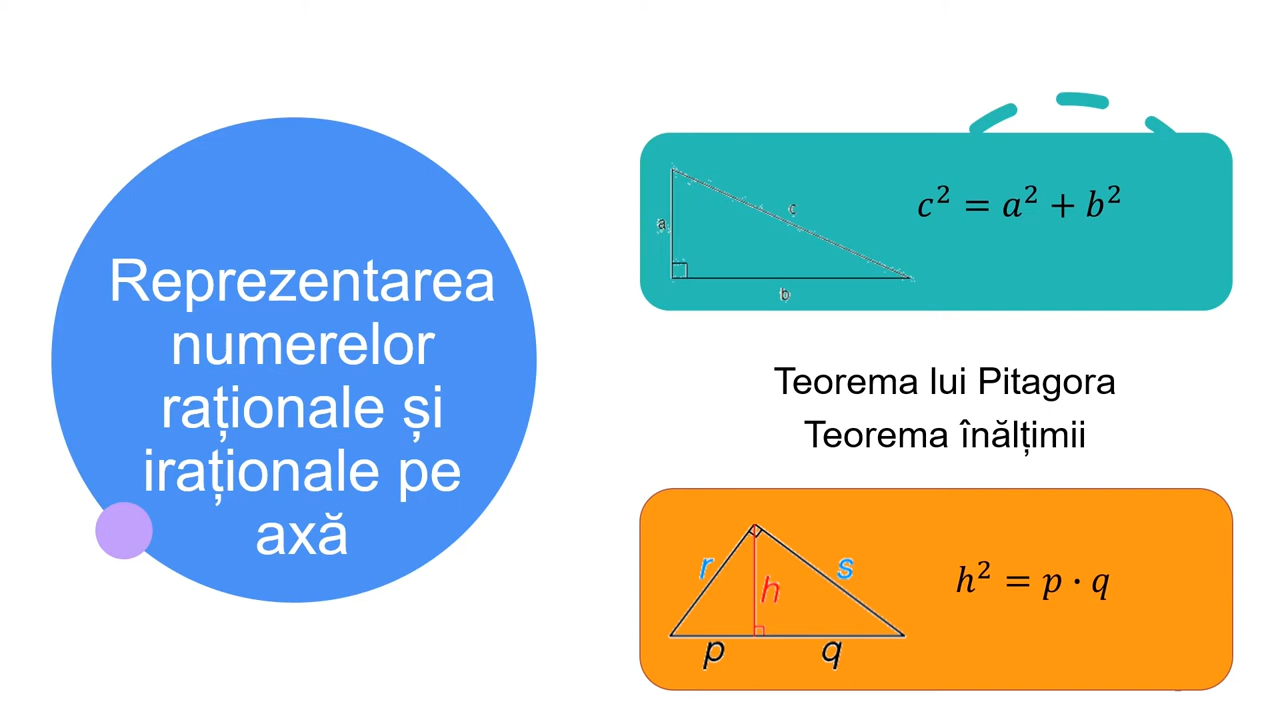 Reprezentarea
numerelor
raționale și
iraționale pe
axă
a
c
b
c² = a² + b²
Teorema lui Pitagora
Teorema înălțimii
r
h
s
p
q
h² = p · q